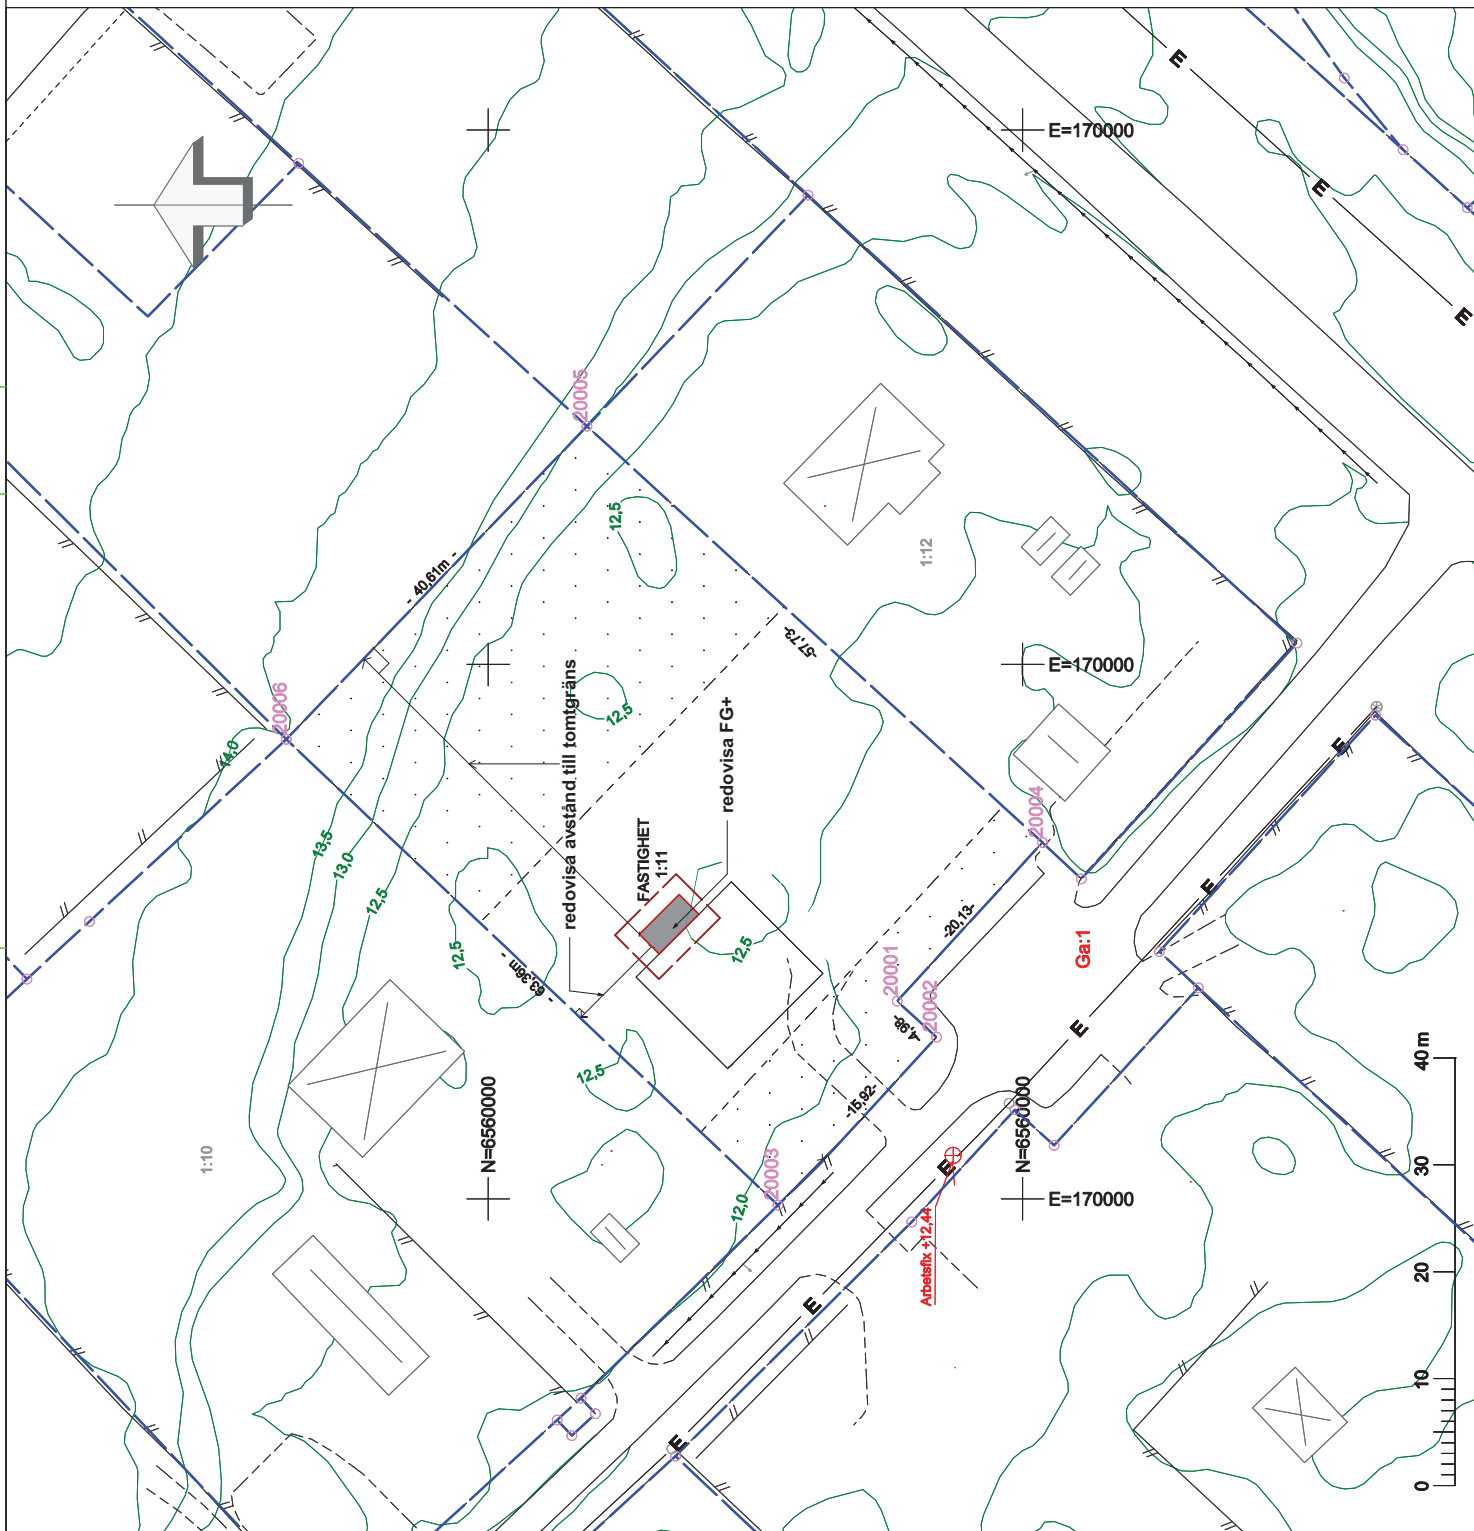 E
E=170000
E
E
20005
12,5
- 40,61m -
1:12
-57,73-
E=170000
20006
14,0
12,5
redovisa avstånd till tomtgräns
redovisa FG+
E
20004
FASTIGHET
1:11
13,5
13,0
12,5
E
12,5
12,5
-20,13-
Ga:1
- 63,36m -
20001
20002
-4,98-
E
12,5
-15,92-
N=6560000
N=6560000
1:10
E
20003
12,0
E=170000
Arbetsfix +12,44
E
E
40 m
30
20
10
0